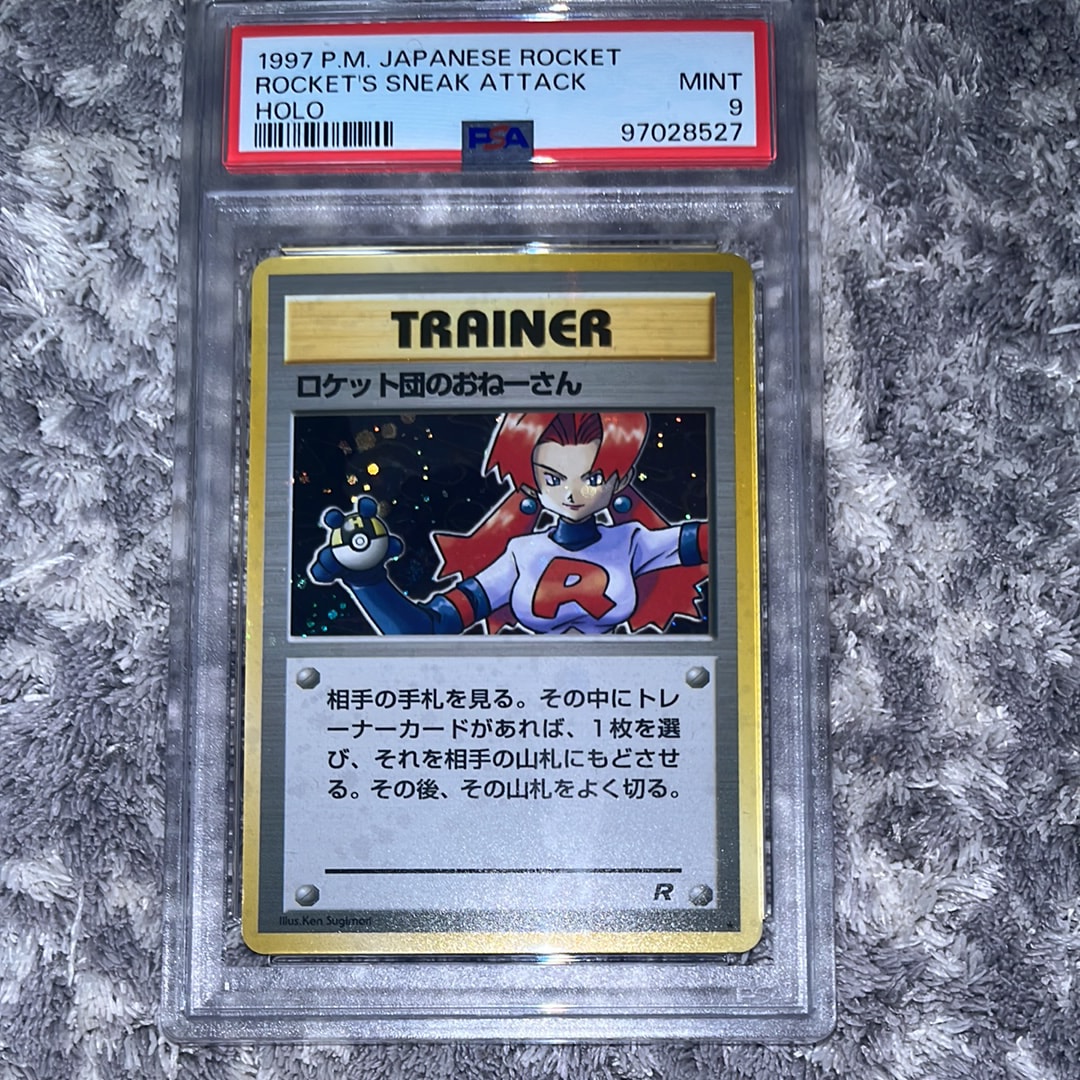 1997 P.M. JAPANESE ROCKET
ROCKET'S SNEAK ATTACK MINT
HOLO 9
PSA 97028527
TRAINER
ロケット団のおねーさん
R
相手の手札を見る。その中にトレ
ーナーカードがあれば、1枚を選
び、それを相手の山札にもどさせ
る。その後、その山札をよく切る。
R
Illus.Ken Sugimori